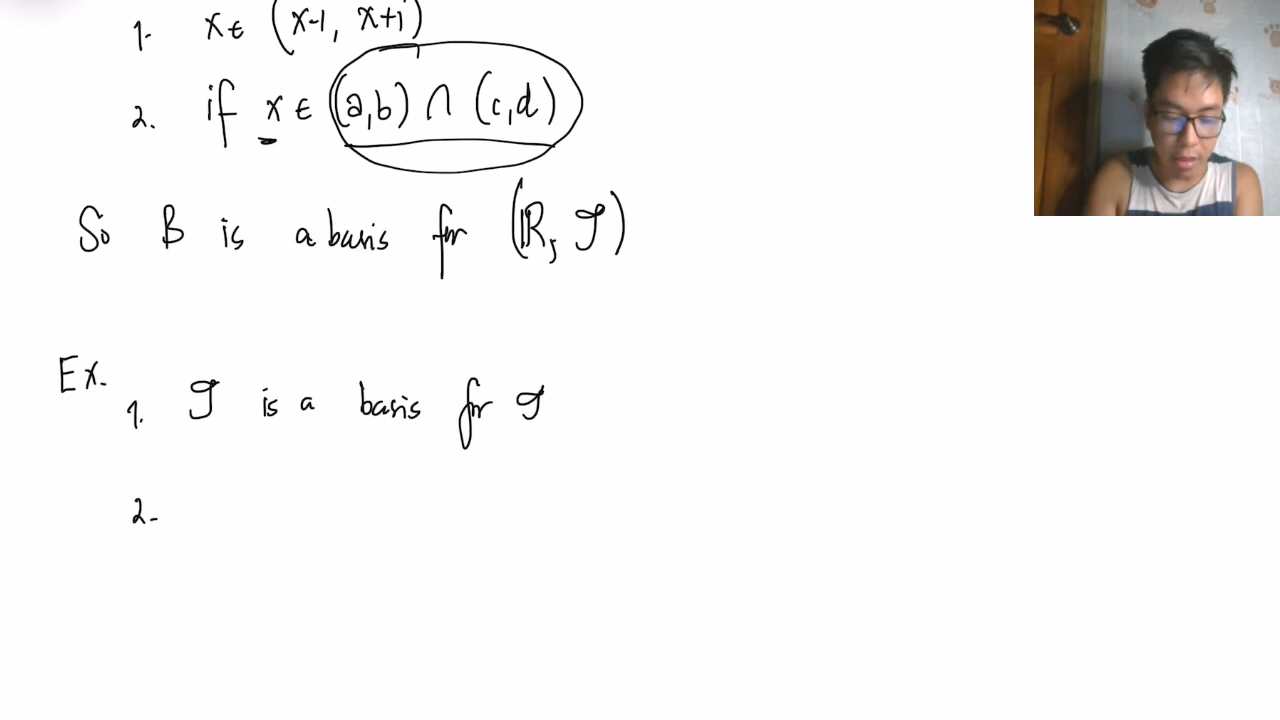 1. x ∈ (x-1, x+1)
2. if x ∈ (a,b) ∩ (c,d)
So B is a basis for (ℝ, 𝒯)
Ex.
1. 𝒯 is a basis for 𝒯
2.